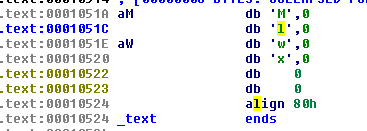 .text:0001051A aM db 'M',0
.text:0001051C db 'l',0
.text:0001051E aW db 'w',0
.text:00010520 db 'x',0
.text:00010522 db 0
.text:00010523 db 0
.text:00010524 align 80h
.text:00010524 _text ends